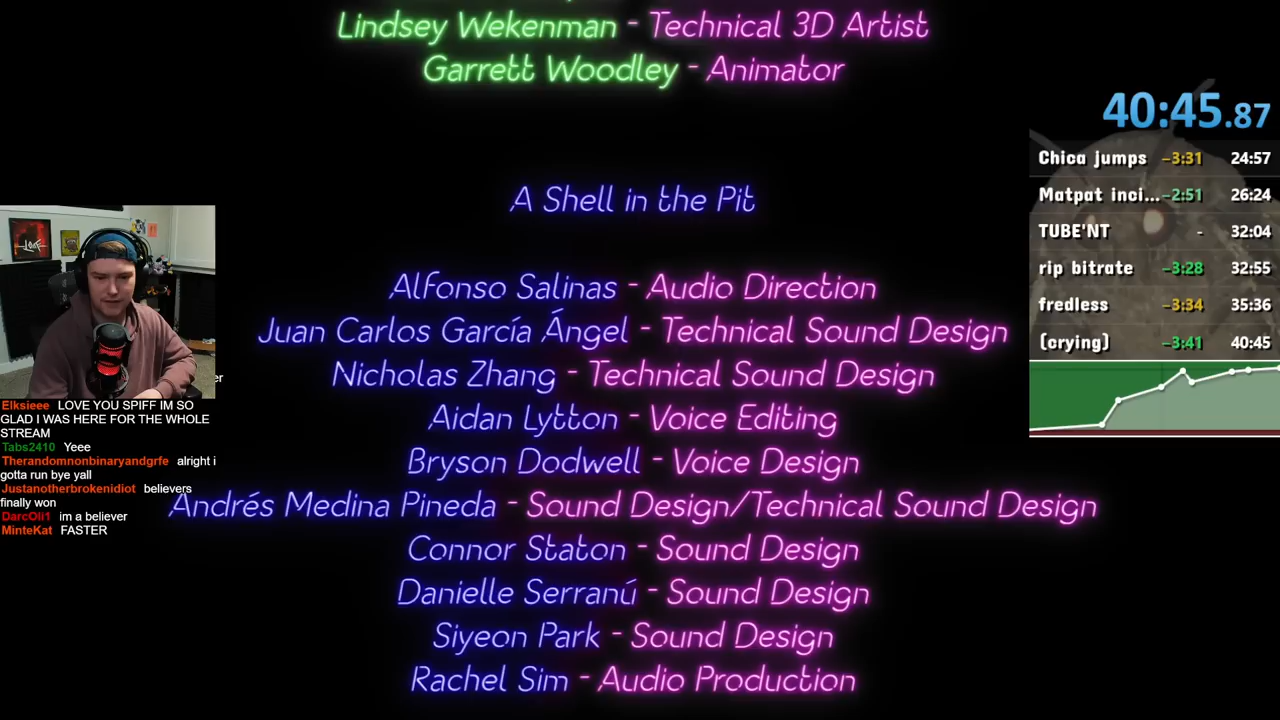 Lindsey Wekenman - Technical 3D Artist
Garrett Woodley - Animator
A Shell in the Pit
Alfonso Salinas - Audio Direction
Juan Carlos García Ángel - Technical Sound Design
Nicholas Zhang - Technical Sound Design
Aidan Lytton - Voice Editing
Bryson Dodwell - Voice Design
Andrés Medina Pineda - Sound Design/Technical Sound Design
Connor Staton - Sound Design
Danielle Serranú - Sound Design
Siyeon Park - Sound Design
Rachel Sim - Audio Production
40:45.87
Chica jumps -3:31 24:57
Matpat inci... -2:51 26:24
TUBE'NT - 32:04
rip bitrate -3:28 32:55
fredless -3:34 35:36
(crying) -3:41 40:45
er
Elksieee LOVE YOU SPIFF IM SO
GLAD I WAS HERE FOR THE WHOLE
STREAM
Tabs2410 Yeee
Therandomnonbinaryandgrfe alright i
gotta run bye yall
Justanotherbrokenidiot believers
finally won
DarcOli1 im a believer
MinteKat FASTER